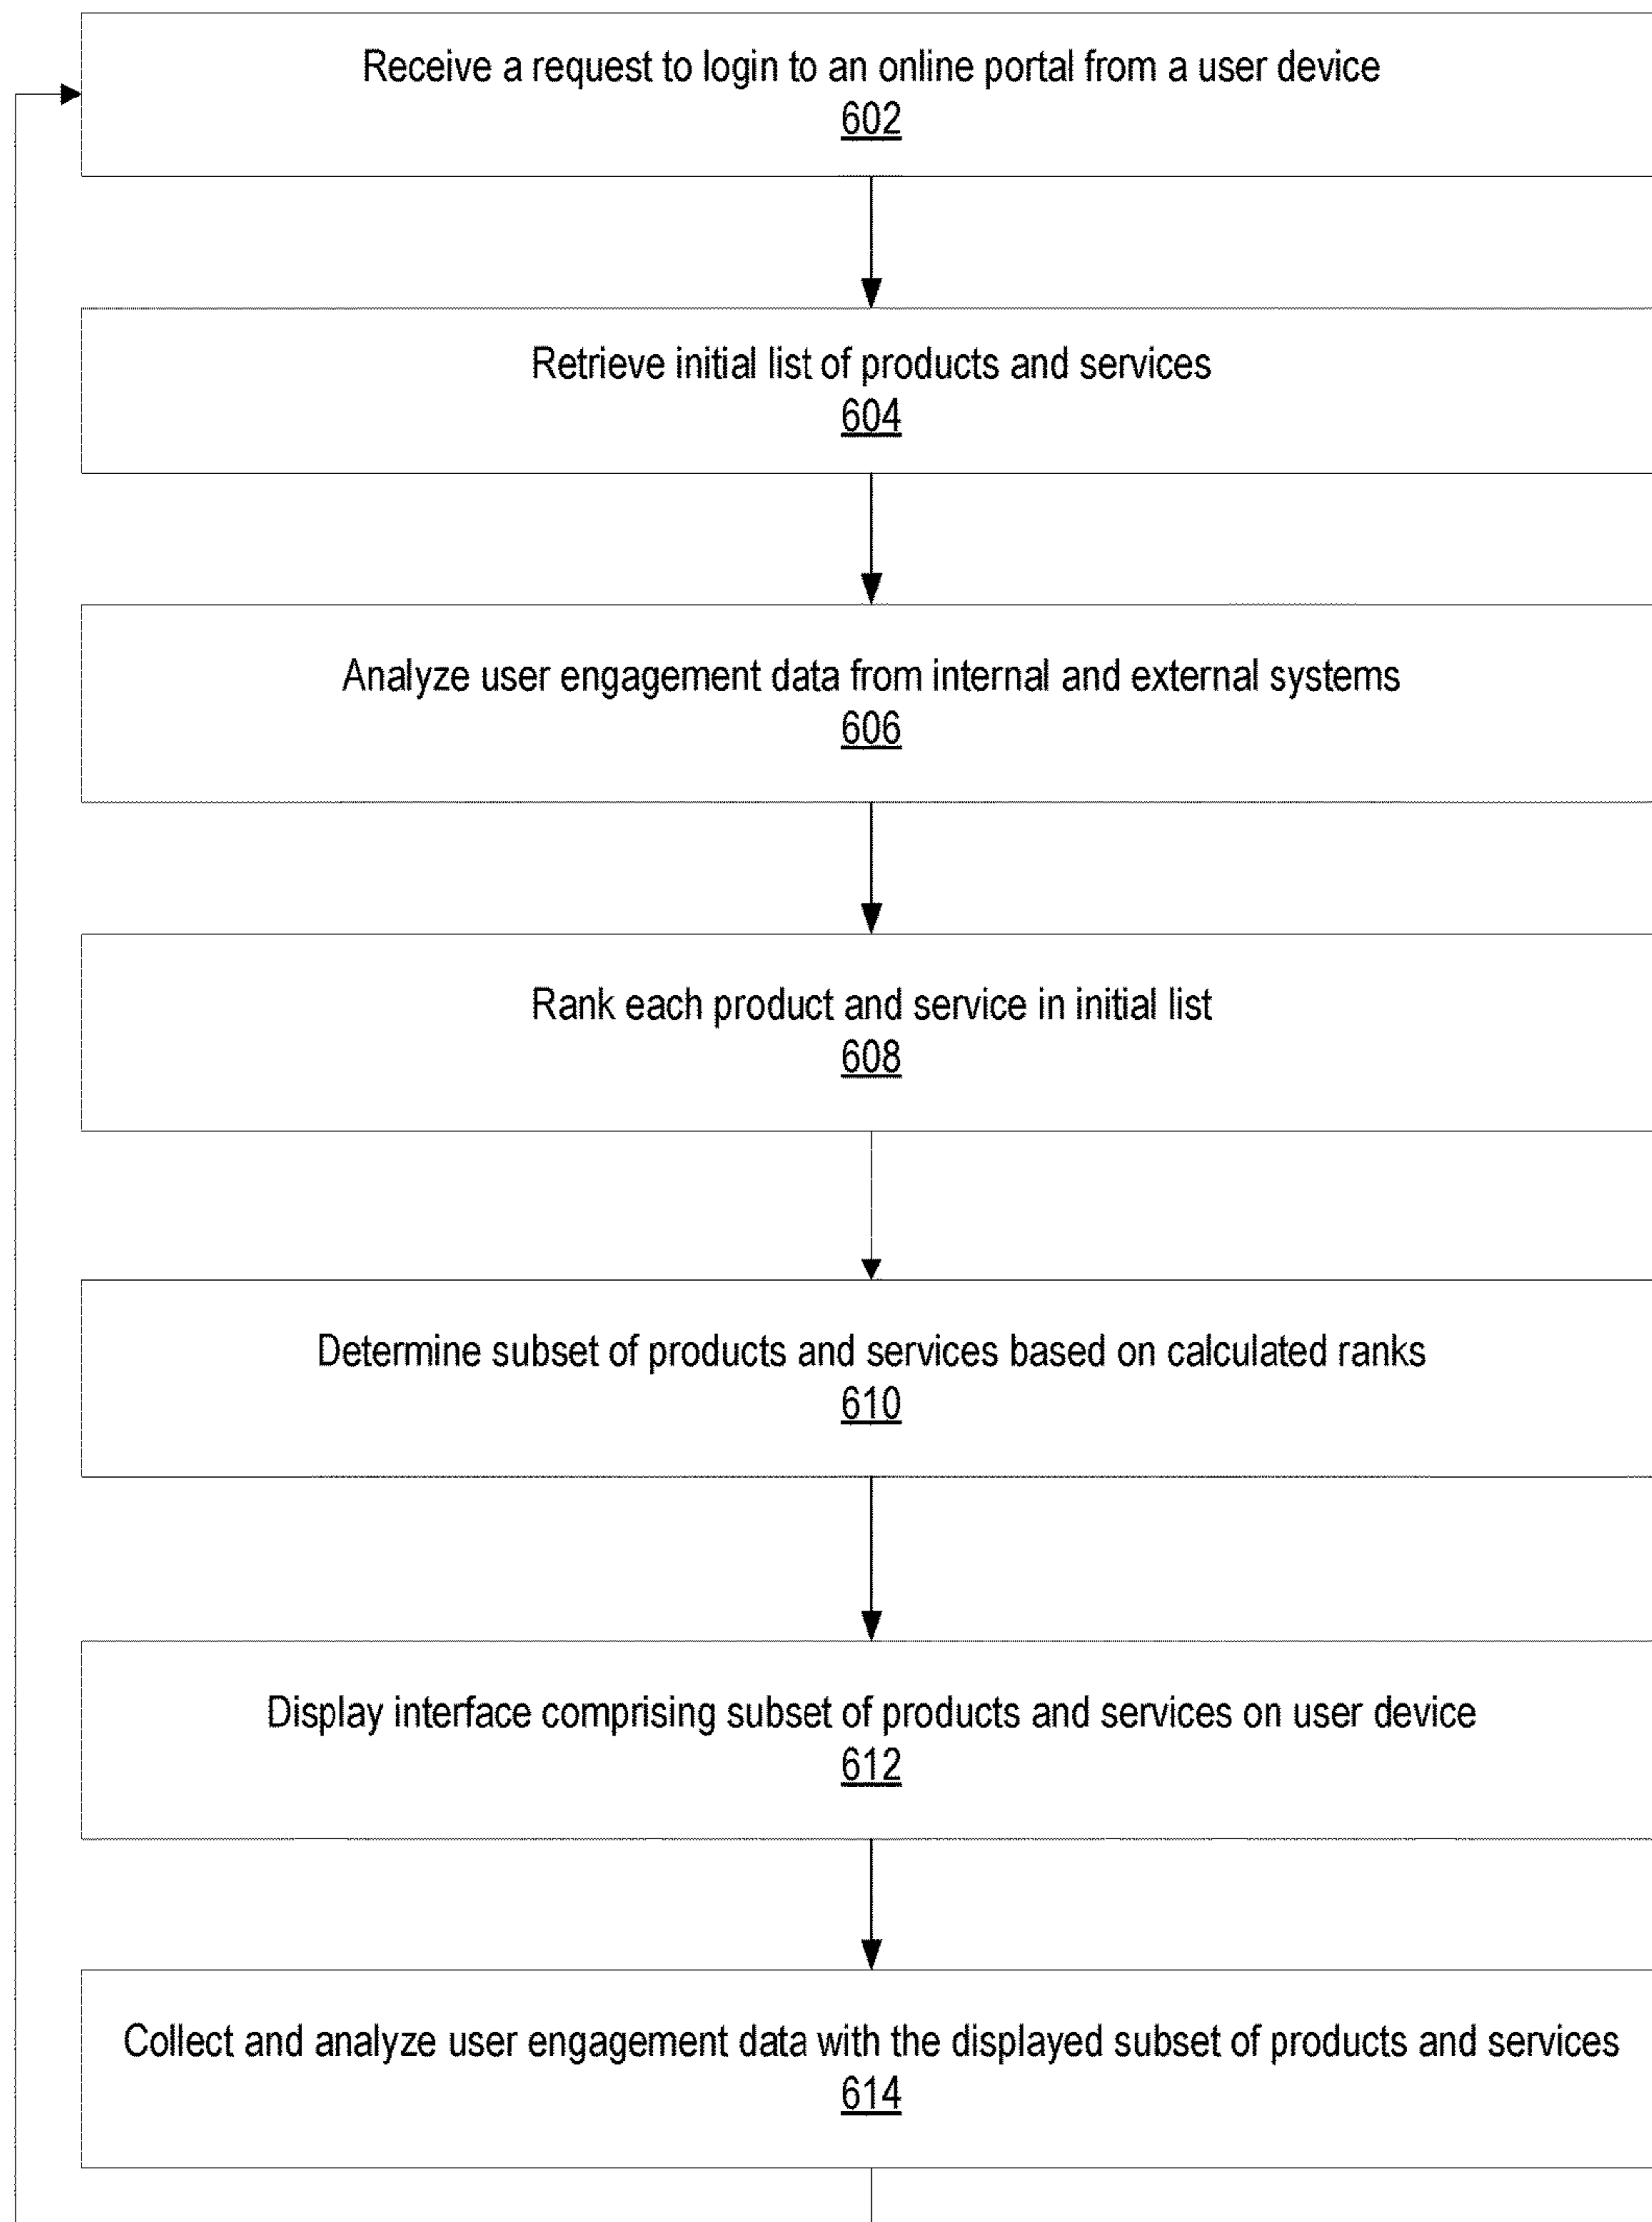 Receive a request to login to an online portal from a user device
602
Retrieve initial list of products and services
604
Analyze user engagement data from internal and external systems
606
Rank each product and service in initial list
608
Determine subset of products and services based on calculated ranks
610
Display interface comprising subset of products and services on user device
612
Collect and analyze user engagement data with the displayed subset of products and services
614